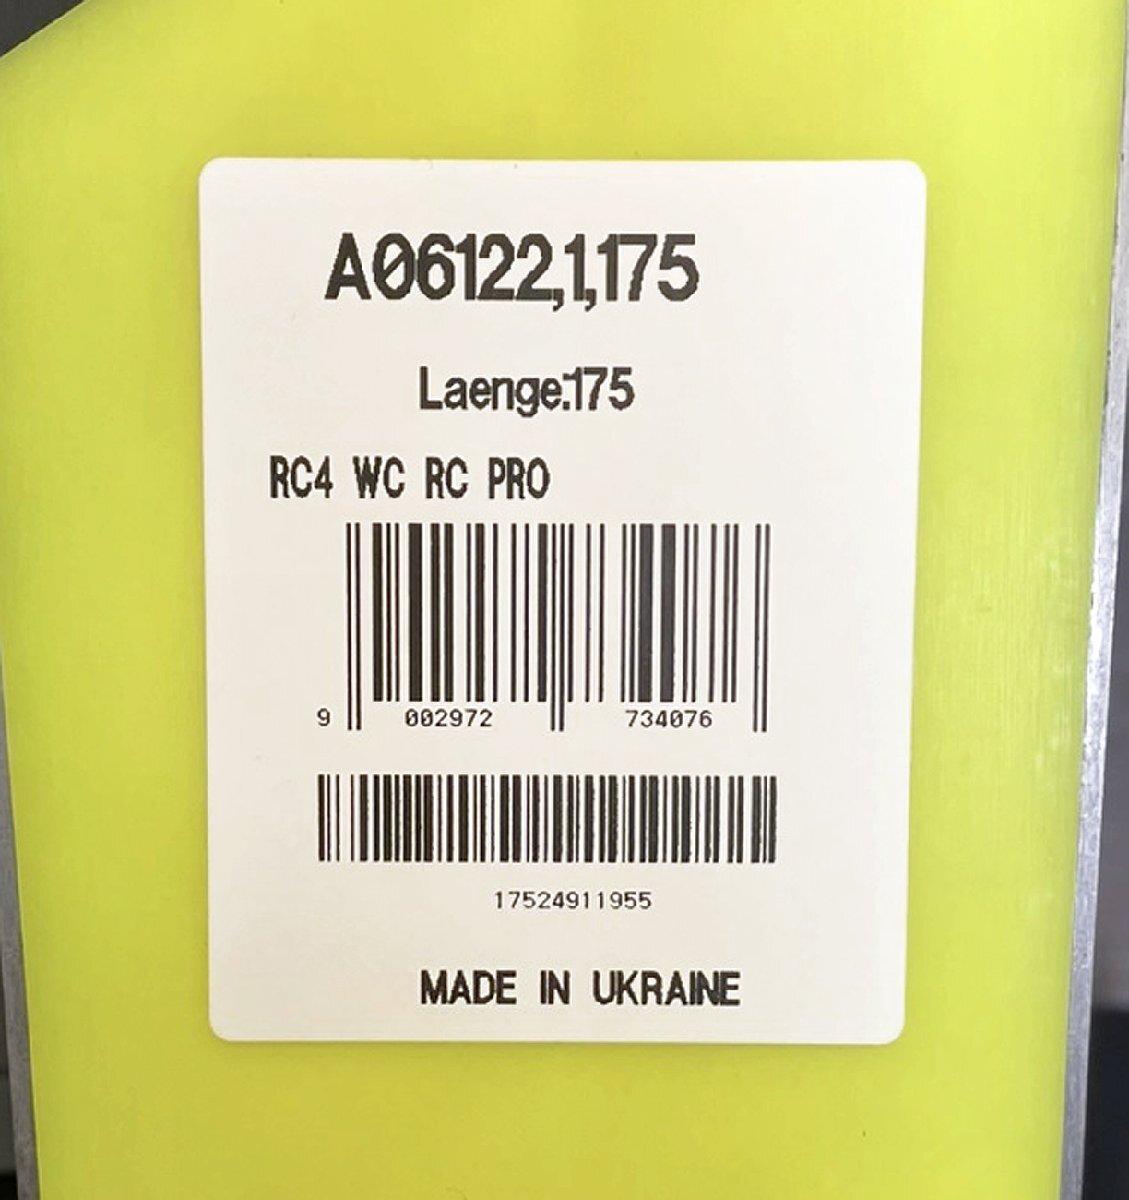 A06122,1,175
Laenge:175
RC4 WC RC PRO
9 002972 734076
17524911955
MADE IN UKRAINE